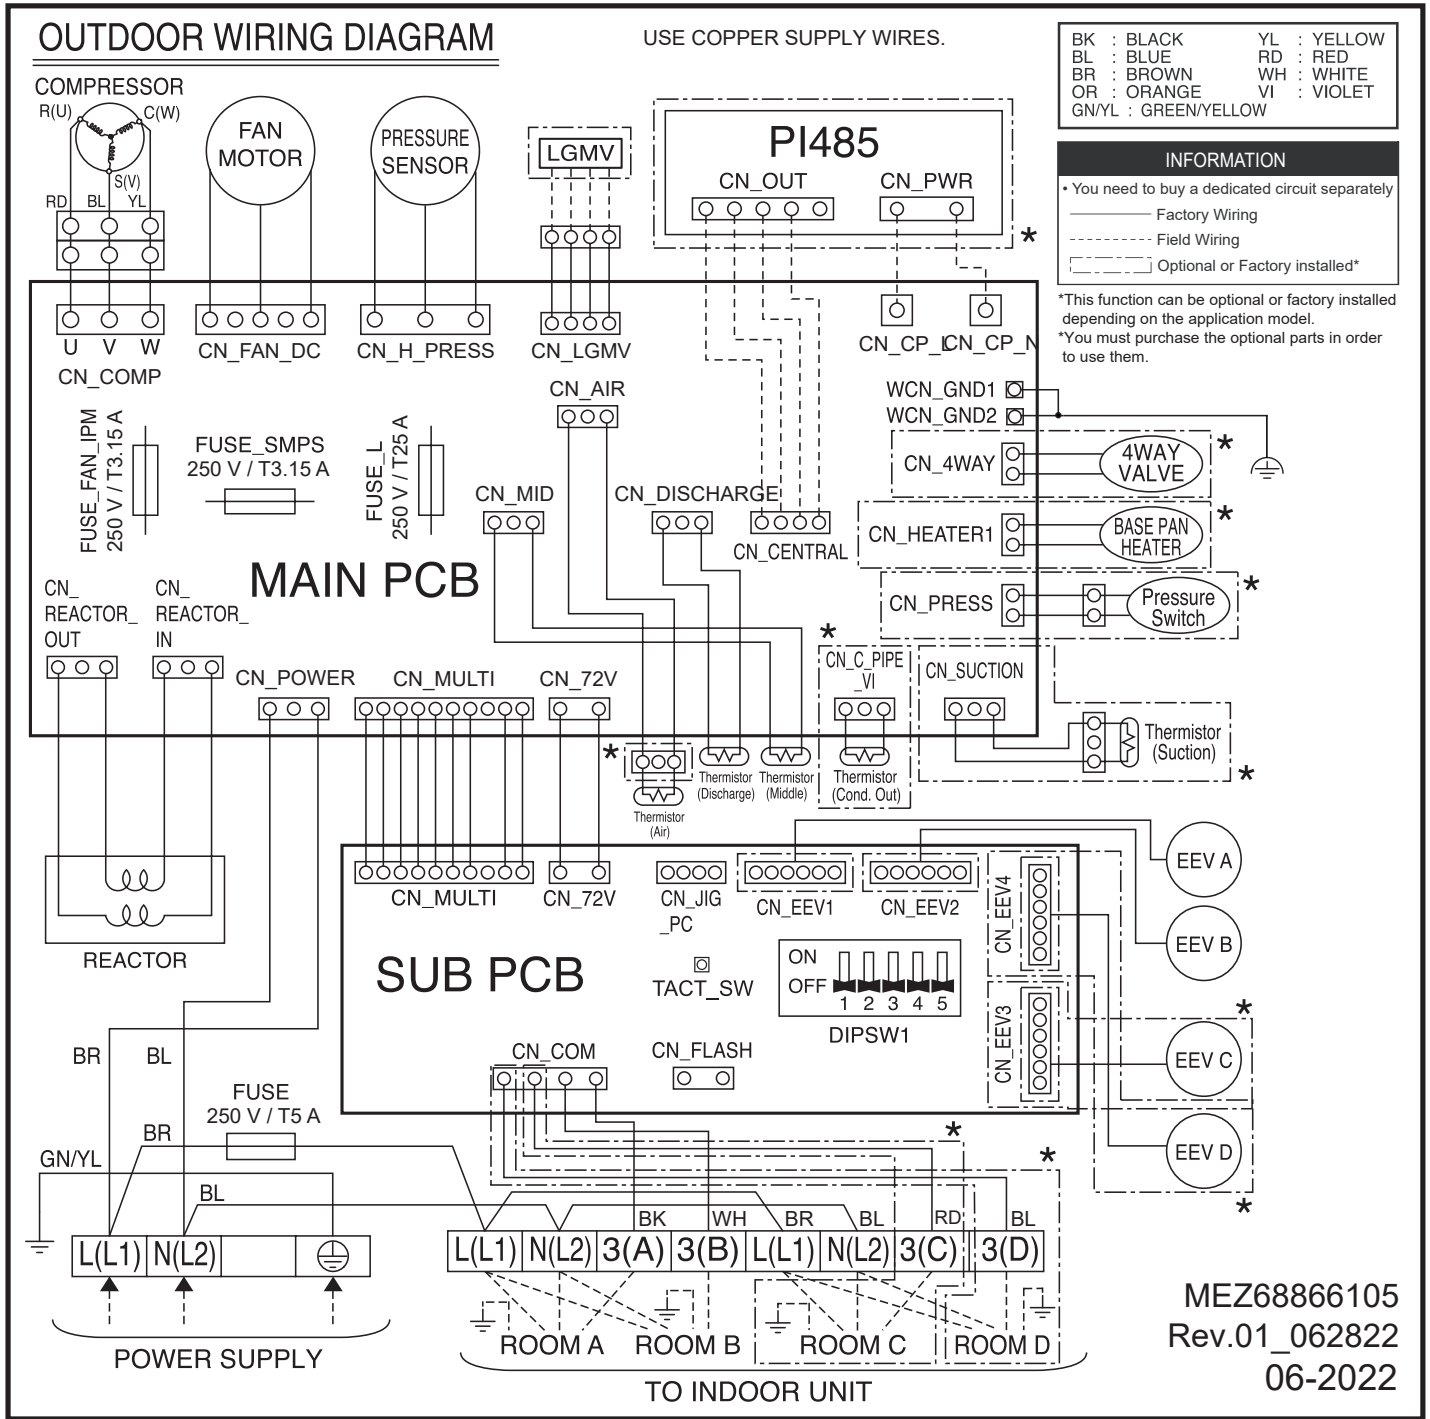 OUTDOOR WIRING DIAGRAM
USE COPPER SUPPLY WIRES.
BK : BLACK YL : YELLOW
BL : BLUE RD : RED
BR : BROWN WH : WHITE
OR : ORANGE VI : VIOLET
GN/YL : GREEN/YELLOW
INFORMATION
• You need to buy a dedicated circuit separately
Factory Wiring
Field Wiring
Optional or Factory installed*
*This function can be optional or factory installed
depending on the application model.
*You must purchase the optional parts in order
to use them.
COMPRESSOR
R(U) C(W)
S(V)
RD BL YL
FAN
MOTOR
PRESSURE
SENSOR
LGMV
PI485
CN_OUT CN_PWR
*
U V W
CN_COMP
CN_FAN_DC
CN_H_PRESS
CN_LGMV
CN_CP_L
CN_CP_N
CN_AIR
WCN_GND1
WCN_GND2
FUSE_FAN_IPM
250 V / T3.15 A
FUSE_SMPS
250 V / T3.15 A
FUSE_L
250 V / T25 A
CN_4WAY
4WAY
VALVE
*
CN_MID
CN_DISCHARGE
CN_CENTRAL
CN_HEATER1
BASE PAN
HEATER
*
MAIN PCB
CN_PRESS
Pressure
Switch
*
CN_
REACTOR_
OUT
CN_
REACTOR_
IN
CN_POWER
CN_MULTI
CN_72V
*
CN_C_PIPE
_VI
CN_SUCTION
Thermistor
(Suction)
*
*
Thermistor
(Air)
Thermistor
(Discharge)
Thermistor
(Middle)
Thermistor
(Cond. Out)
REACTOR
CN_MULTI
CN_72V
CN_JIG
_PC
CN_EEV1
CN_EEV2
CN_EEV4
CN_EEV3
EEV A
EEV B
EEV C
*
EEV D
*
SUB PCB
TACT_SW
ON
OFF
1 2 3 4 5
DIPSW1
CN_COM
CN_FLASH
BR BL
FUSE
250 V / T5 A
BR
GN/YL
BL
*
*
BK WH BR BL RD BL
L(L1) N(L2)
L(L1) N(L2) 3(A) 3(B) L(L1) N(L2) 3(C) 3(D)
POWER SUPPLY
ROOM A ROOM B ROOM C ROOM D
TO INDOOR UNIT
MEZ68866105
Rev.01_062822
06-2022